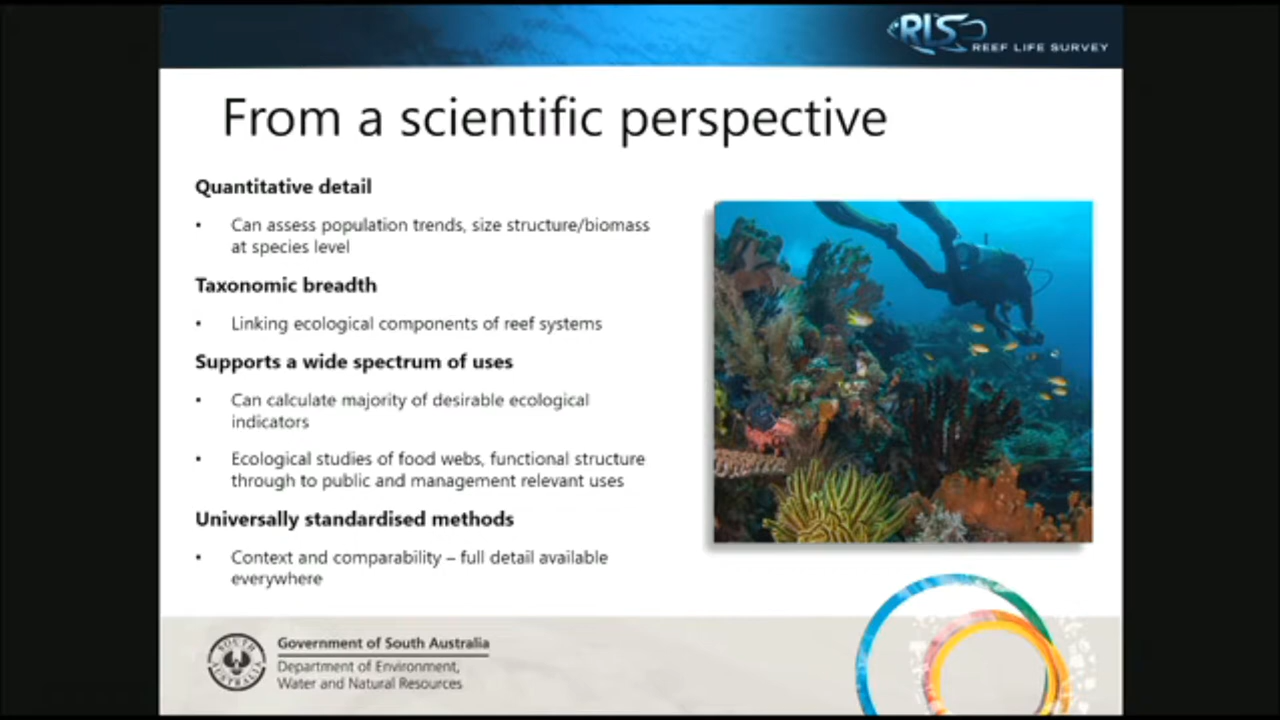 RLS
REEF LIFE SURVEY
From a scientific perspective
Quantitative detail
• Can assess population trends, size structure/biomass
at species level
Taxonomic breadth
• Linking ecological components of reef systems
Supports a wide spectrum of uses
• Can calculate majority of desirable ecological
indicators
• Ecological studies of food webs, functional structure
through to public and management relevant uses
Universally standardised methods
• Context and comparability – full detail available
everywhere
SOUTH
AUSTRALIA
Government of South Australia
Department of Environment,
Water and Natural Resources